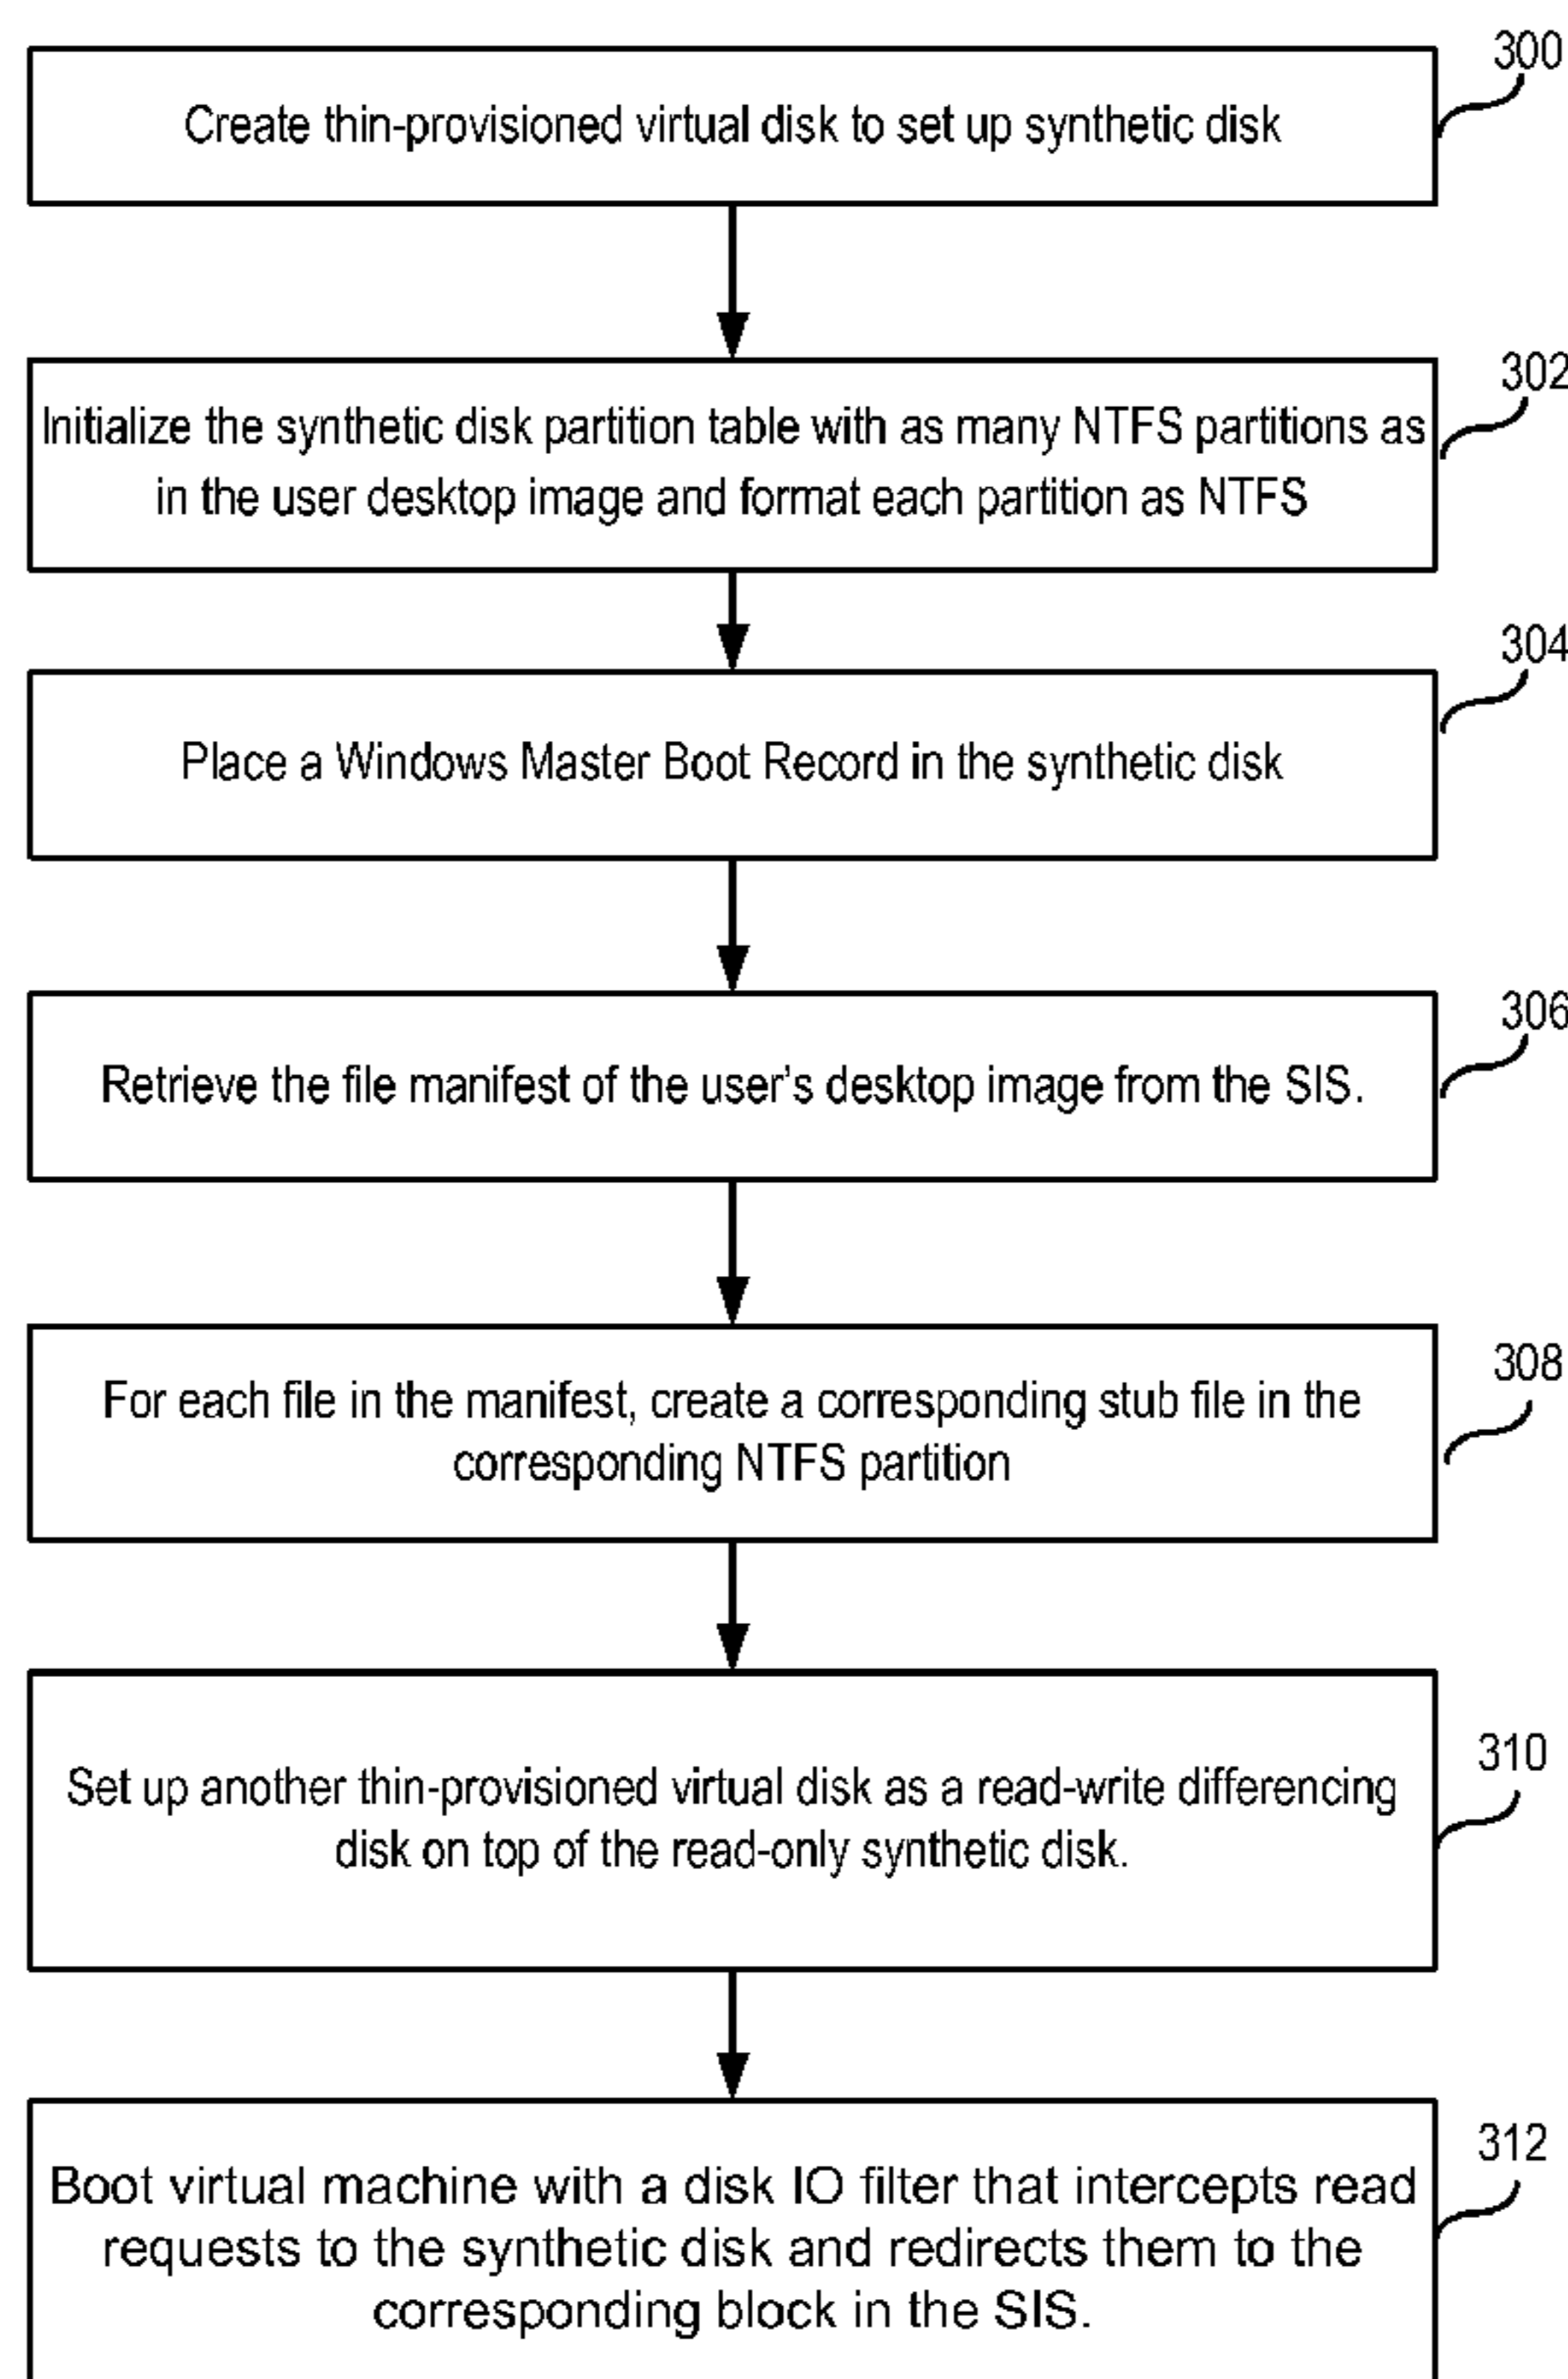 300
Create thin-provisioned virtual disk to set up synthetic disk
302
Initialize the synthetic disk partition table with as many NTFS partitions as
in the user desktop image and format each partition as NTFS
304
Place a Windows Master Boot Record in the synthetic disk
306
Retrieve the file manifest of the user's desktop image from the SIS.
308
For each file in the manifest, create a corresponding stub file in the
corresponding NTFS partition
310
Set up another thin-provisioned virtual disk as a read-write differencing
disk on top of the read-only synthetic disk.
312
Boot virtual machine with a disk IO filter that intercepts read
requests to the synthetic disk and redirects them to the
corresponding block in the SIS.